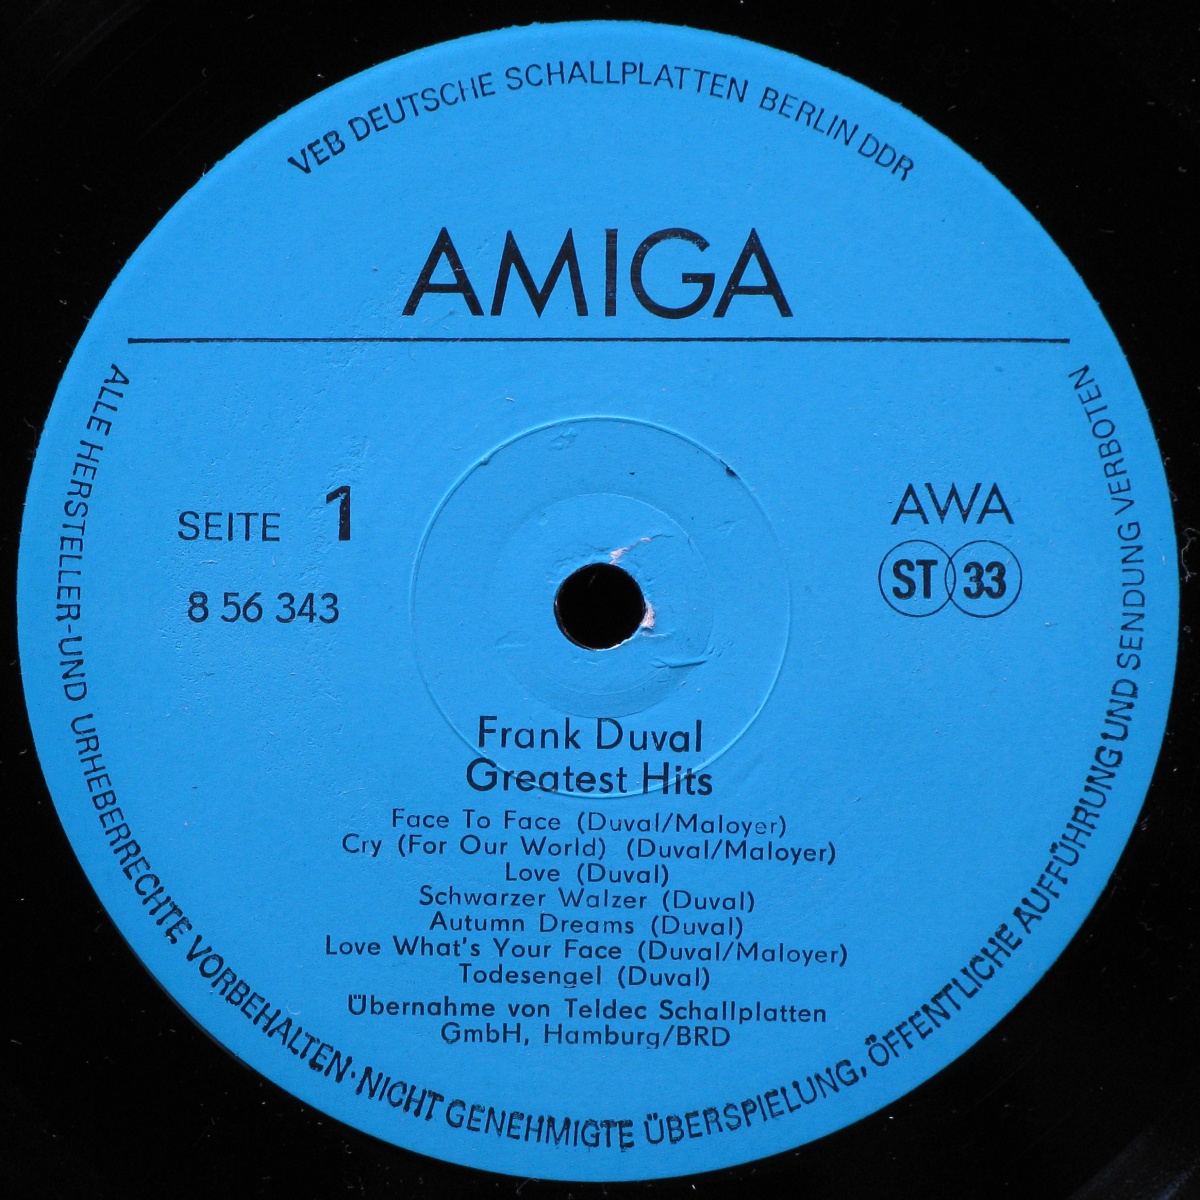 VEB DEUTSCHE SCHALLPLATTEN BERLIN DDR
AMIGA
SEITE 1
8 56 343
AWA
ST 33
Frank Duval
Greatest Hits
Face To Face (Duval/Maloyer)
Cry (For Our World) (Duval/Maloyer)
Love (Duval)
Schwarzer Walzer (Duval)
Autumn Dreams (Duval)
Love What's Your Face (Duval/Maloyer)
Todesengel (Duval)
Übernahme von Teldec Schallplatten
GmbH, Hamburg/BRD
ALLE HERSTELLER-UND URHEBERRECHTE VORBEHALTEN·NICHT GENEHMIGTE ÜBERSPIELUNG, ÖFFENTLICHE AUFFÜHRUNG UND SENDUNG VERBOTEN